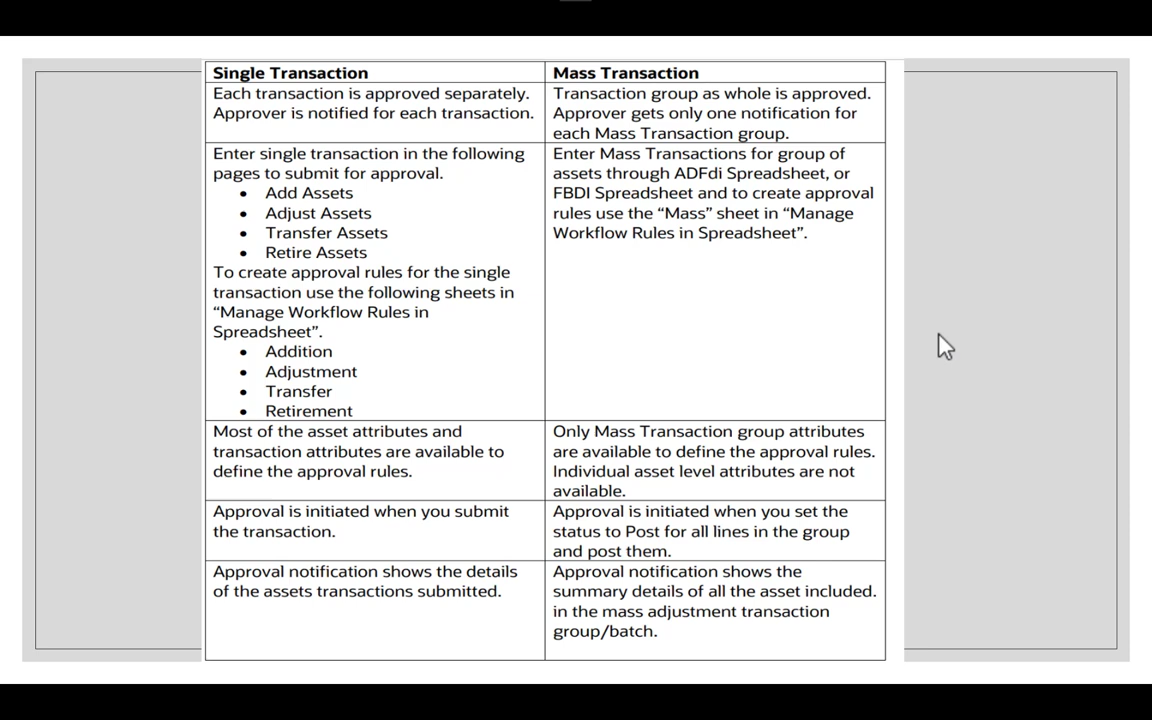 Single Transaction
Mass Transaction
Each transaction is approved separately.
Approver is notified for each transaction.
Transaction group as whole is approved.
Approver gets only one notification for
each Mass Transaction group.
Enter single transaction in the following
pages to submit for approval.
• Add Assets
• Adjust Assets
• Transfer Assets
• Retire Assets
To create approval rules for the single
transaction use the following sheets in
“Manage Workflow Rules in
Spreadsheet”.
• Addition
• Adjustment
• Transfer
• Retirement
Enter Mass Transactions for group of
assets through ADFdi Spreadsheet, or
FBDI Spreadsheet and to create approval
rules use the “Mass” sheet in “Manage
Workflow Rules in Spreadsheet”.
Most of the asset attributes and
transaction attributes are available to
define the approval rules.
Only Mass Transaction group attributes
are available to define the approval rules.
Individual asset level attributes are not
available.
Approval is initiated when you submit
the transaction.
Approval is initiated when you set the
status to Post for all lines in the group
and post them.
Approval notification shows the details
of the assets transactions submitted.
Approval notification shows the
summary details of all the asset included.
in the mass adjustment transaction
group/batch.